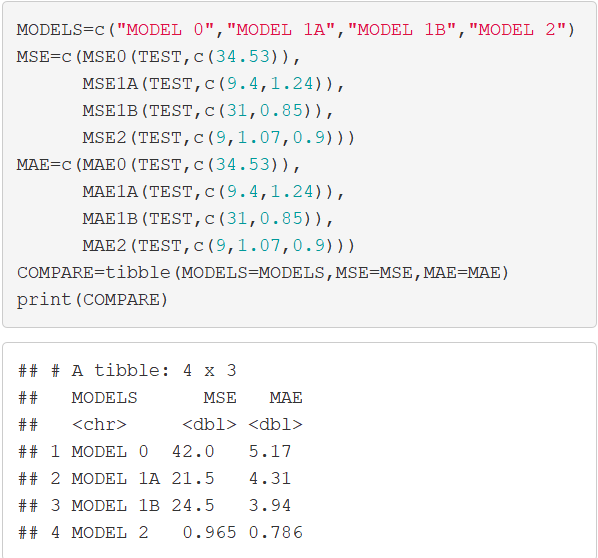 MODELS=c("MODEL 0","MODEL 1A","MODEL 1B","MODEL 2")
MSE=c(MSE0(TEST,c(34.53)),
      MSE1A(TEST,c(9.4,1.24)),
      MSE1B(TEST,c(31,0.85)),
      MSE2(TEST,c(9,1.07,0.9)))
MAE=c(MAE0(TEST,c(34.53)),
      MAE1A(TEST,c(9.4,1.24)),
      MAE1B(TEST,c(31,0.85)),
      MAE2(TEST,c(9,1.07,0.9)))
COMPARE=tibble(MODELS=MODELS,MSE=MSE,MAE=MAE)
print(COMPARE)
## # A tibble: 4 x 3
##   MODELS      MSE   MAE
##   <chr>     <dbl> <dbl>
## 1 MODEL 0  42.0   5.17
## 2 MODEL 1A 21.5   4.31
## 3 MODEL 1B 24.5   3.94
## 4 MODEL 2   0.965 0.786